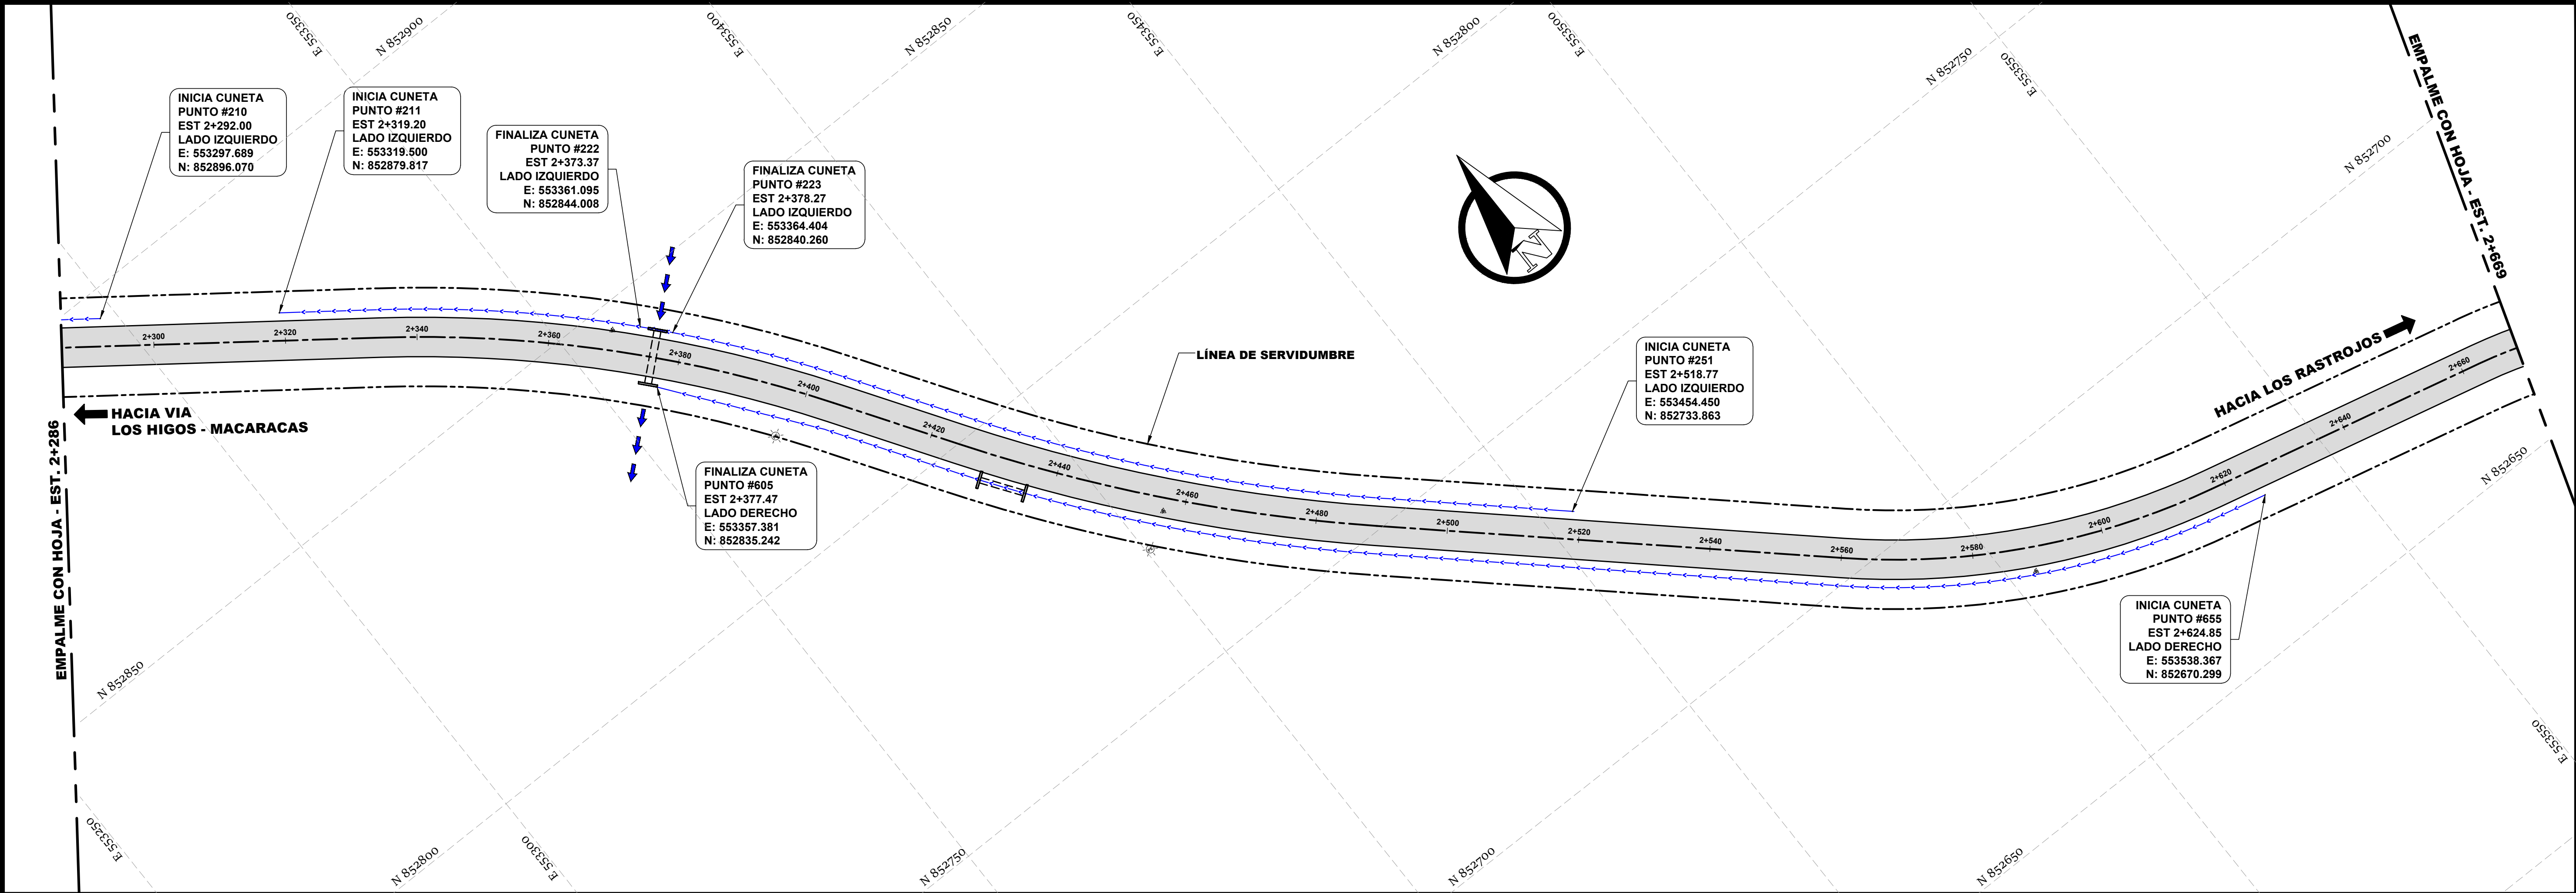 E 553350
N 852900
E 553400
N 852850
E 553450
N 852800
E 553500
N 852750
E 553550
N 852700
EMPALME CON HOJA - EST. 2+669
INICIA CUNETA
PUNTO #210
EST 2+292.00
LADO IZQUIERDO
E: 553297.689
N: 852896.070
INICIA CUNETA
PUNTO #211
EST 2+319.20
LADO IZQUIERDO
E: 553319.500
N: 852879.817
FINALIZA CUNETA
PUNTO #222
EST 2+373.37
LADO IZQUIERDO
E: 553361.095
N: 852844.008
FINALIZA CUNETA
PUNTO #223
EST 2+378.27
LADO IZQUIERDO
E: 553364.404
N: 852840.260
N
2+300
2+320
2+340
2+360
2+380
2+400
2+420
2+440
2+460
2+480
2+500
2+520
2+540
2+560
2+580
2+600
2+620
2+640
2+660
LÍNEA DE SERVIDUMBRE
INICIA CUNETA
PUNTO #251
EST 2+518.77
LADO IZQUIERDO
E: 553454.450
N: 852733.863
HACIA LOS RASTROJOS
HACIA VIA
LOS HIGOS - MACARACAS
EMPALME CON HOJA - EST. 2+286
FINALIZA CUNETA
PUNTO #605
EST 2+377.47
LADO DERECHO
E: 553357.381
N: 852835.242
INICIA CUNETA
PUNTO #655
EST 2+624.85
LADO DERECHO
E: 553538.367
N: 852670.299
N 852650
E 553550
N 852850
E 553250
N 852800
E 553300
N 852750
N 852700
N 852650